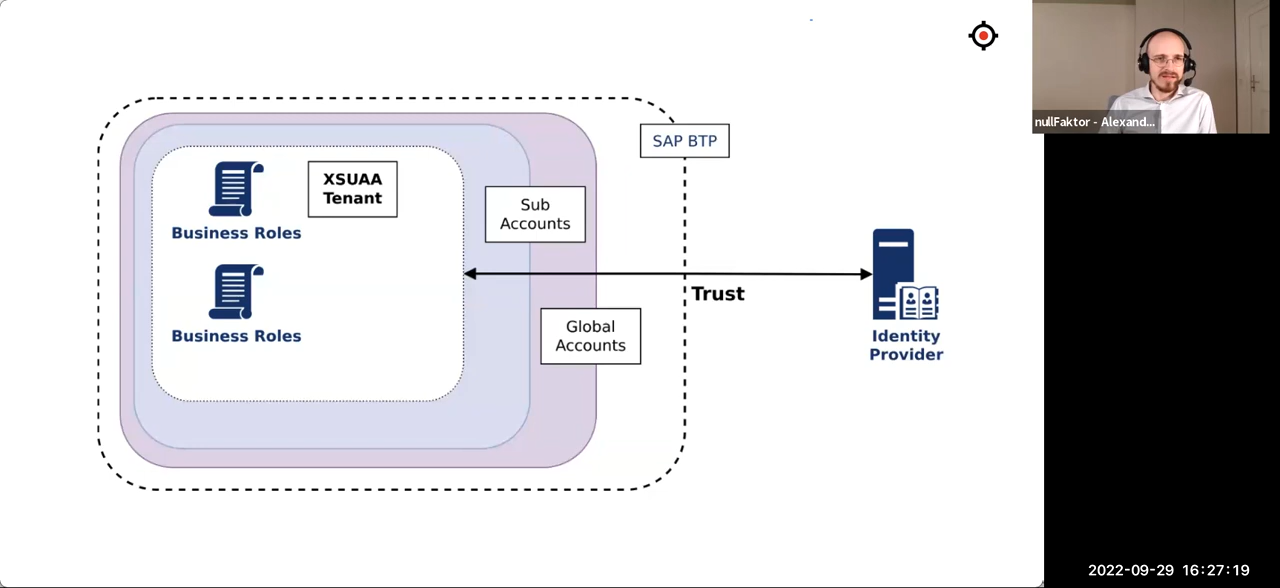 nullFaktor - Alexand...
SAP BTP
XSUAA
Tenant
Business Roles
Sub
Accounts
Trust
Business Roles
Global
Accounts
Identity
Provider
2022-09-29 16:27:19